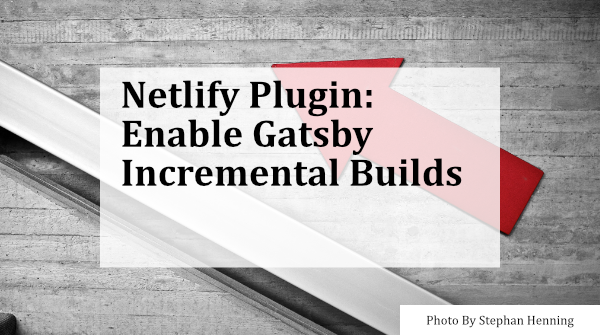 Netlify Plugin:
Enable Gatsby
Incremental Builds
Photo By Stephan Henning